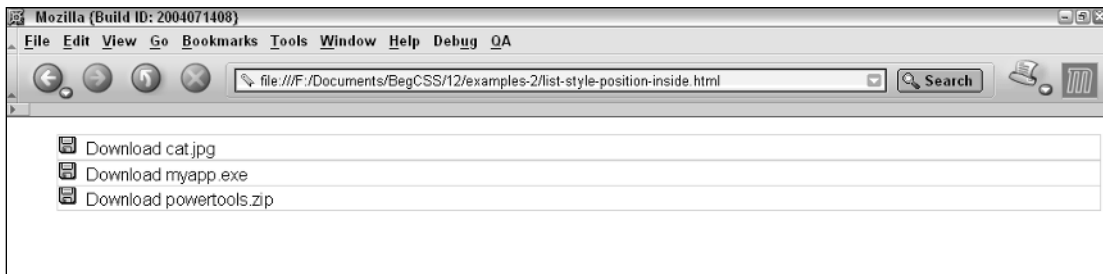 Mozilla {Build ID: 2004071408}
File Edit View Go Bookmarks Tools Window Help Debug QA
file:///F:/Documents/BegCSS/12/examples-2/list-style-position-inside.html Search
Download cat.jpg
Download myapp.exe
Download powertools.zip